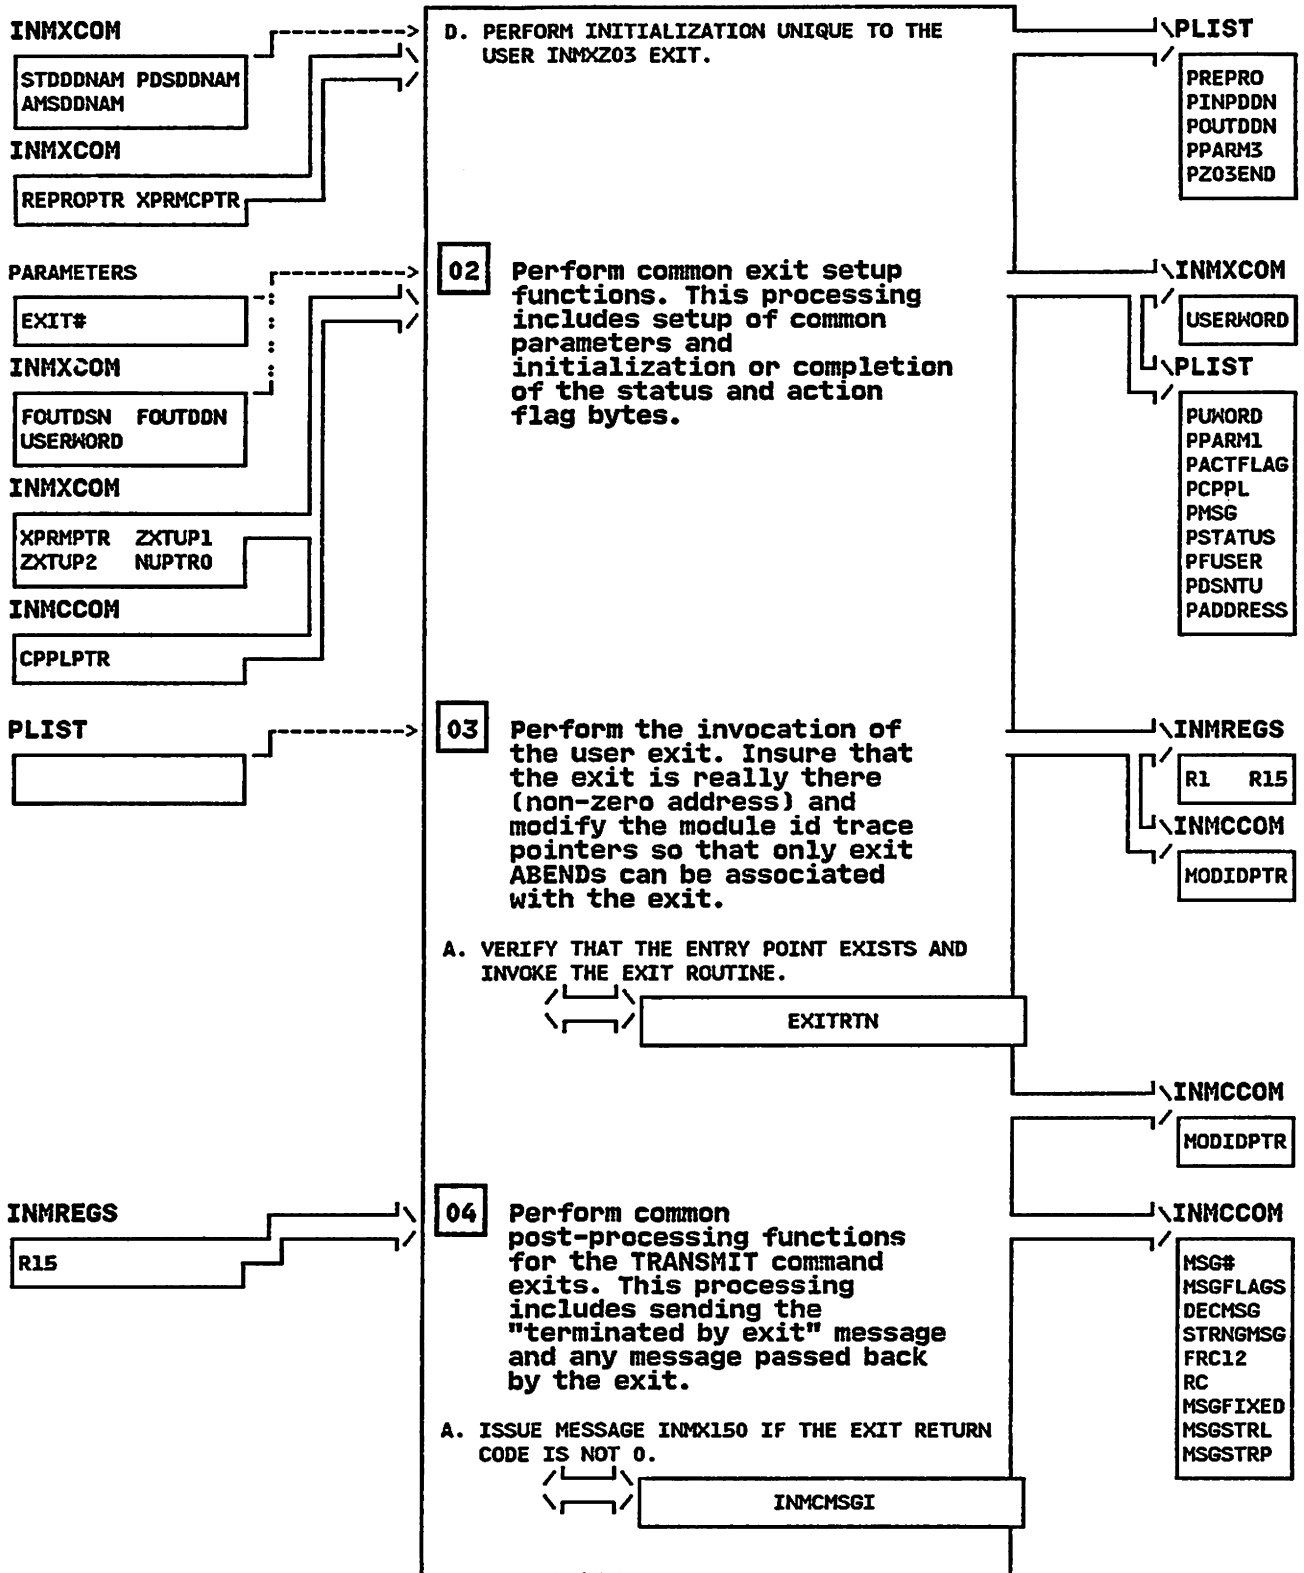 INMXCOM
STDDDNAM PDSDDNAM
AMSDDNAM
INMXCOM
REPROPTR XPRMCPTR
D. PERFORM INITIALIZATION UNIQUE TO THE
USER INMXZ03 EXIT.
PLIST
PREPRO
PINPDDN
POUTDDN
PPARM3
PZ03END
PARAMETERS
EXIT#
INMXCOM
FOUTDSN FOUTDDN
USERWORD
INMXCOM
XPRMPTR ZXTUP1
ZXTUP2 NUPTR0
INMCCOM
CPPLPTR
02 Perform common exit setup
functions. This processing
includes setup of common
parameters and
initialization or completion
of the status and action
flag bytes.
INMXCOM
USERWORD
PLIST
PUWORD
PPARM1
PACTFLAG
PCPPL
PMSG
PSTATUS
PFUSER
PDSNTU
PADDRESS
PLIST
03 Perform the invocation of
the user exit. Insure that
the exit is really there
(non-zero address) and
modify the module id trace
pointers so that only exit
ABENDs can be associated
with the exit.
INMREGS
R1 R15
INMCCOM
MODIDPTR
A. VERIFY THAT THE ENTRY POINT EXISTS AND
INVOKE THE EXIT ROUTINE.
EXITRTN
INMCCOM
MODIDPTR
INMREGS
R15
04 Perform common
post-processing functions
for the TRANSMIT command
exits. This processing
includes sending the
"terminated by exit" message
and any message passed back
by the exit.
INMCCOM
MSG#
MSGFLAGS
DECMSG
STRNGMSG
FRC12
RC
MSGFIXED
MSGSTRL
MSGSTRP
A. ISSUE MESSAGE INMX150 IF THE EXIT RETURN
CODE IS NOT 0.
INMCMSGI